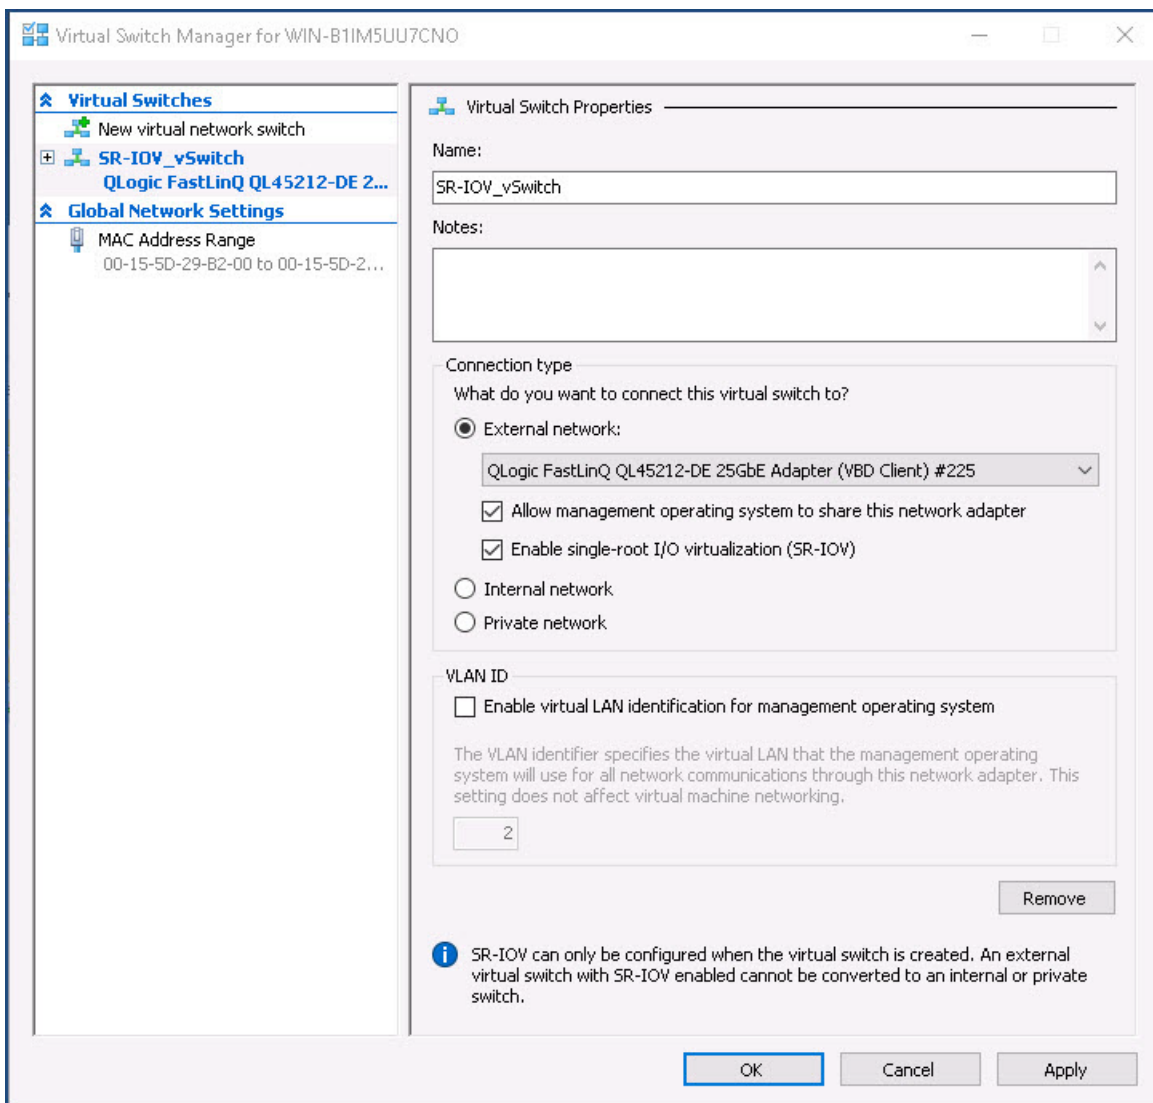 Virtual Switch Manager for WIN-B1IM5UU7CNO
Virtual Switches
New virtual network switch
SR-IOV_vSwitch
QLogic FastLinQ QL45212-DE 2...
Global Network Settings
MAC Address Range
00-15-5D-29-B2-00 to 00-15-5D-2...
Virtual Switch Properties
Name:
SR-IOV_vSwitch
Notes:
Connection type
What do you want to connect this virtual switch to?
External network:
QLogic FastLinQ QL45212-DE 25GbE Adapter (VBD Client) #225
Allow management operating system to share this network adapter
Enable single-root I/O virtualization (SR-IOV)
Internal network
Private network
VLAN ID
Enable virtual LAN identification for management operating system
The VLAN identifier specifies the virtual LAN that the management operating
system will use for all network communications through this network adapter. This
setting does not affect virtual machine networking.
2
Remove
SR-IOV can only be configured when the virtual switch is created. An external
virtual switch with SR-IOV enabled cannot be converted to an internal or private
switch.
OK
Cancel
Apply